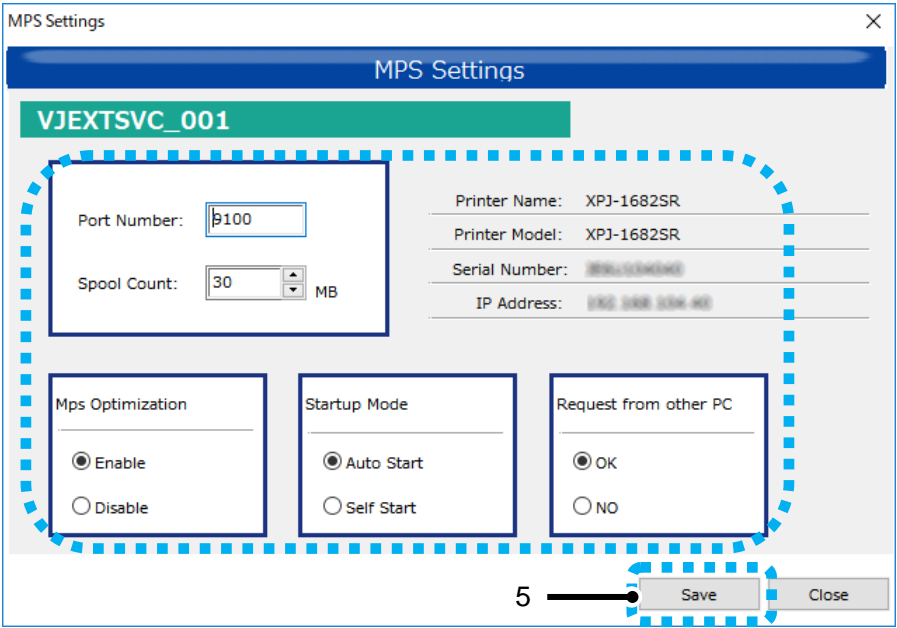 MPS Settings
MPS Settings
VJEXTSVC_001
Port Number: 9100
Spool Count: 30 MB
Printer Name: XPJ-1682SR
Printer Model: XPJ-1682SR
Serial Number:
IP Address:
Mps Optimization
Enable
Disable
Startup Mode
Auto Start
Self Start
Request from other PC
OK
NO
5
Save
Close